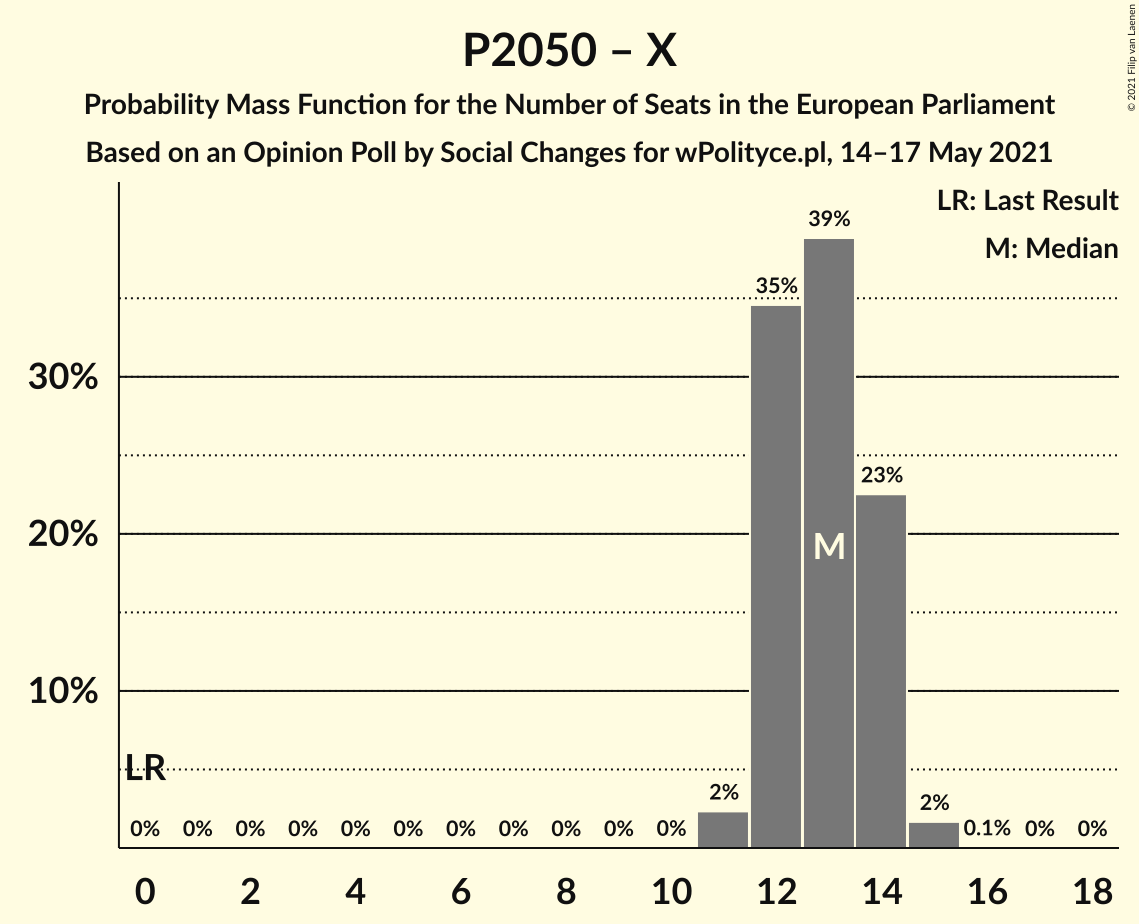 P2050 – X
Probability Mass Function for the Number of Seats in the European Parliament
Based on an Opinion Poll by Social Changes for wPolityce.pl, 14–17 May 2021
© 2021 Filip van Laenen
LR: Last Result
M: Median
39%
35%
30%
23%
20%
M
10%
LR
2%
2%
0% 0% 0% 0% 0% 0% 0% 0% 0% 0% 0% 0.1% 0% 0%
0 2 4 6 8 10 12 14 16 18